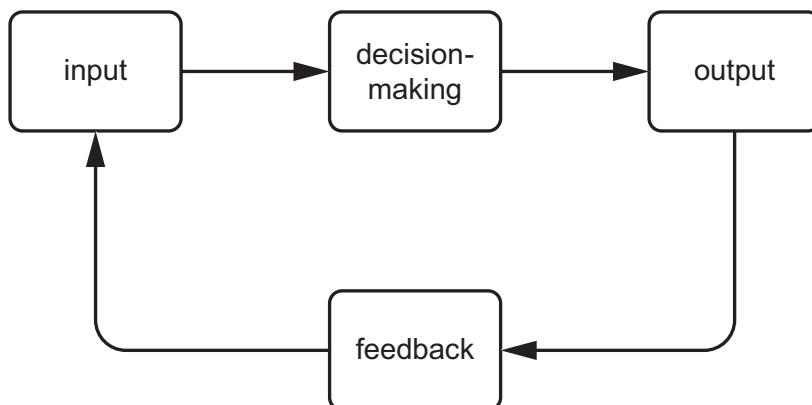 input
decision-
making
output
feedback